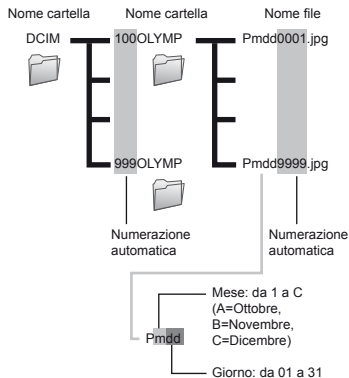 Nome cartella Nome cartella Nome file
DCIM 100OLYMP Pmdd0001.jpg
999OLYMP Pmdd9999.jpg
Numerazione
automatica
Numerazione
automatica
Mese: da 1 a C
(A=Ottobre,
B=Novembre,
C=Dicembre)
Pmdd
Giorno: da 01 a 31